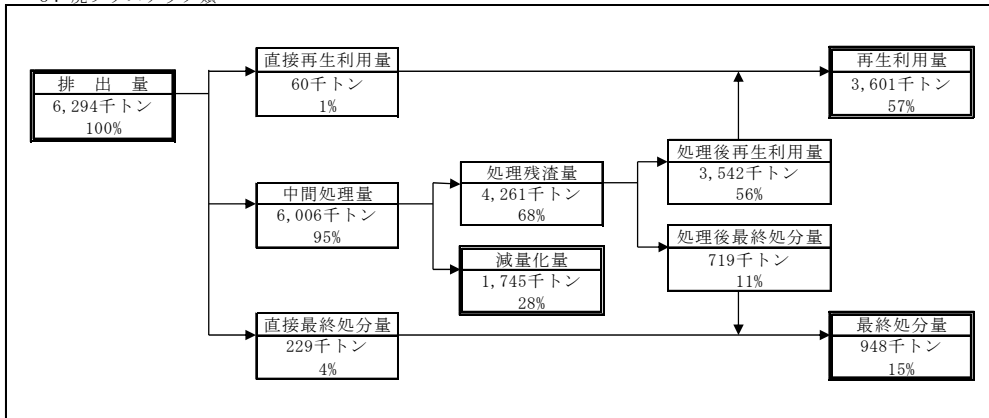 排 出 量
6,294千トン
100%
直接再生利用量
60千トン
1%
中間処理量
6,006千トン
95%
直接最終処分量
229千トン
4%
処理残渣量
4,261千トン
68%
減量化量
1,745千トン
28%
処理後再生利用量
3,542千トン
56%
処理後最終処分量
719千トン
11%
再生利用量
3,601千トン
57%
最終処分量
948千トン
15%